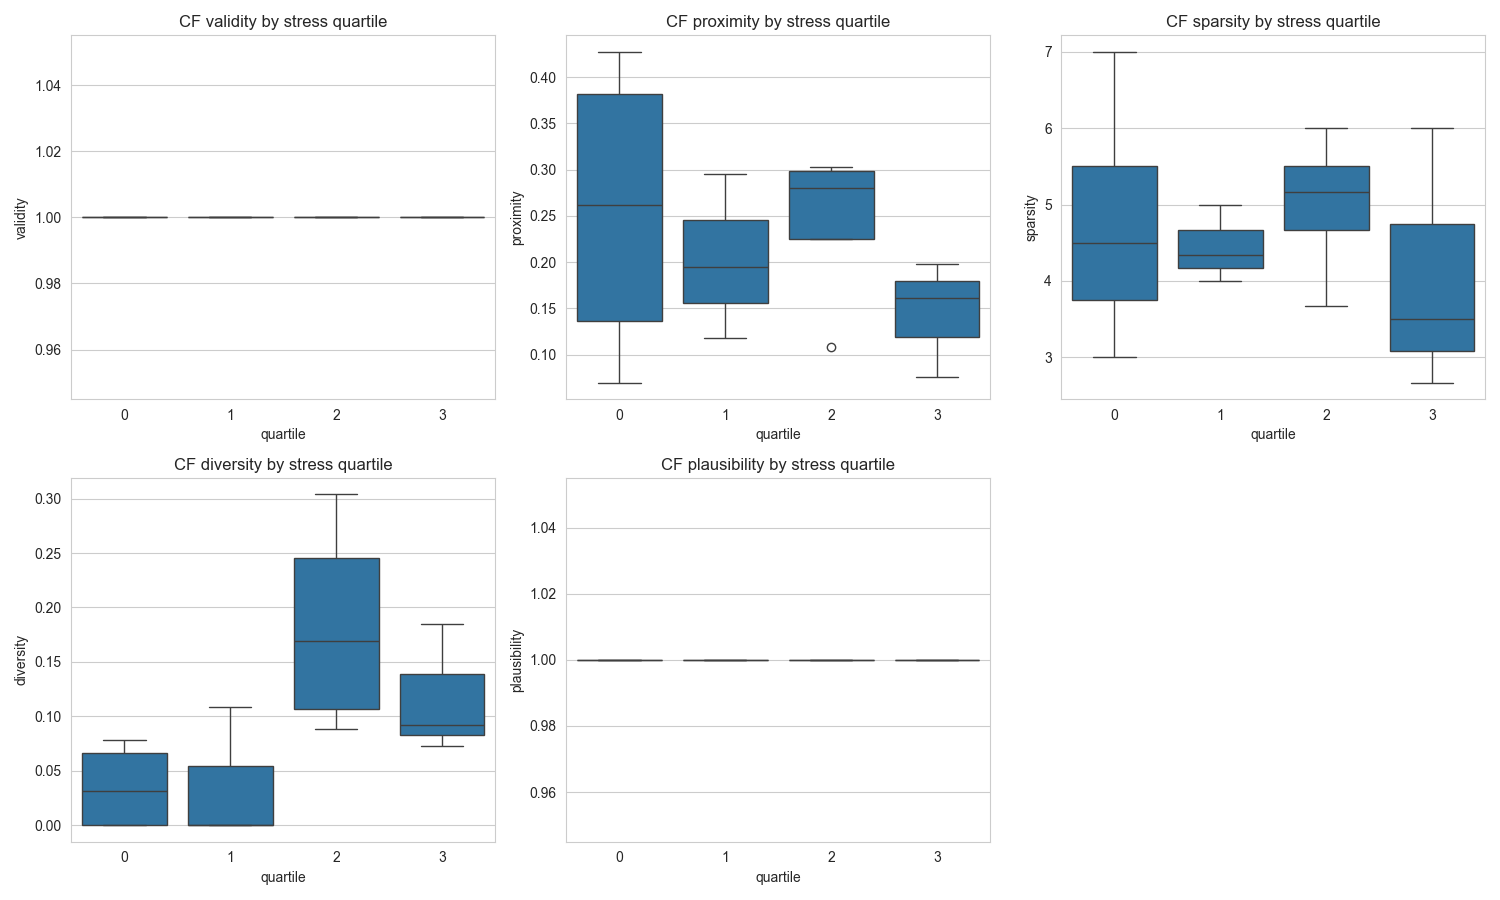 CF validity by stress quartile
validity
1.04
1.02
1.00
0.98
0.96
0 1 2 3
quartile
CF proximity by stress quartile
proximity
0.40
0.35
0.30
0.25
0.20
0.15
0.10
0 1 2 3
quartile
CF sparsity by stress quartile
sparsity
7
6
5
4
3
0 1 2 3
quartile
CF diversity by stress quartile
diversity
0.30
0.25
0.20
0.15
0.10
0.05
0.00
0 1 2 3
quartile
CF plausibility by stress quartile
plausibility
1.04
1.02
1.00
0.98
0.96
0 1 2 3
quartile